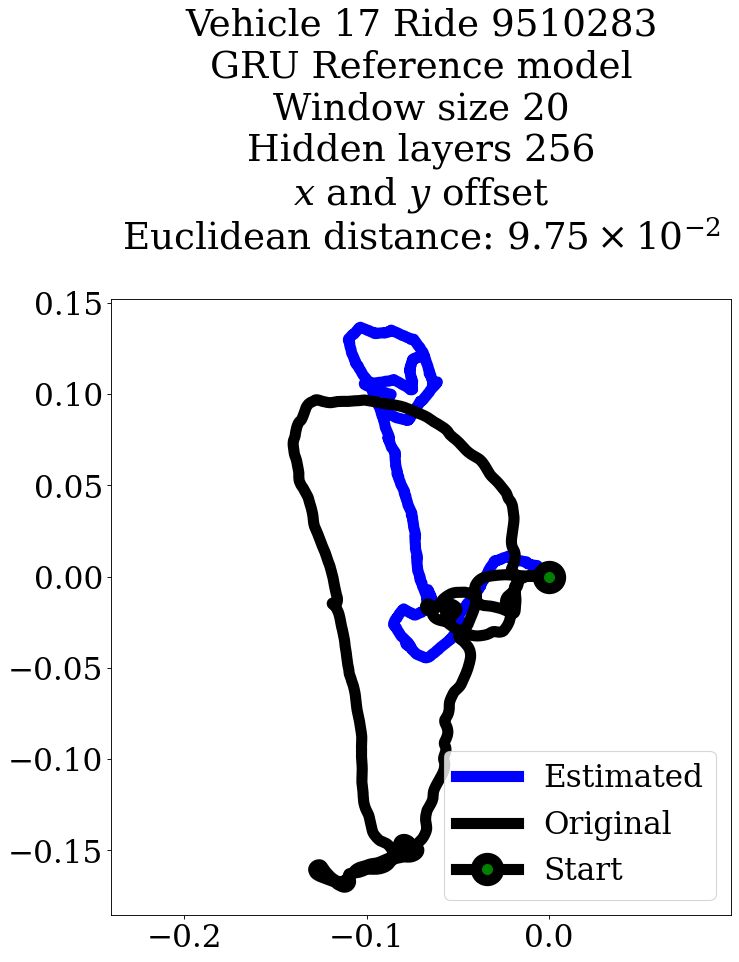 Vehicle 17 Ride 9510283
GRU Reference model
Window size 20
Hidden layers 256
x and y offset
Euclidean distance: 9.75 × 10⁻²
0.15
0.10
0.05
0.00
−0.05
−0.10
−0.15
Estimated
Original
Start
−0.2
−0.1
0.0